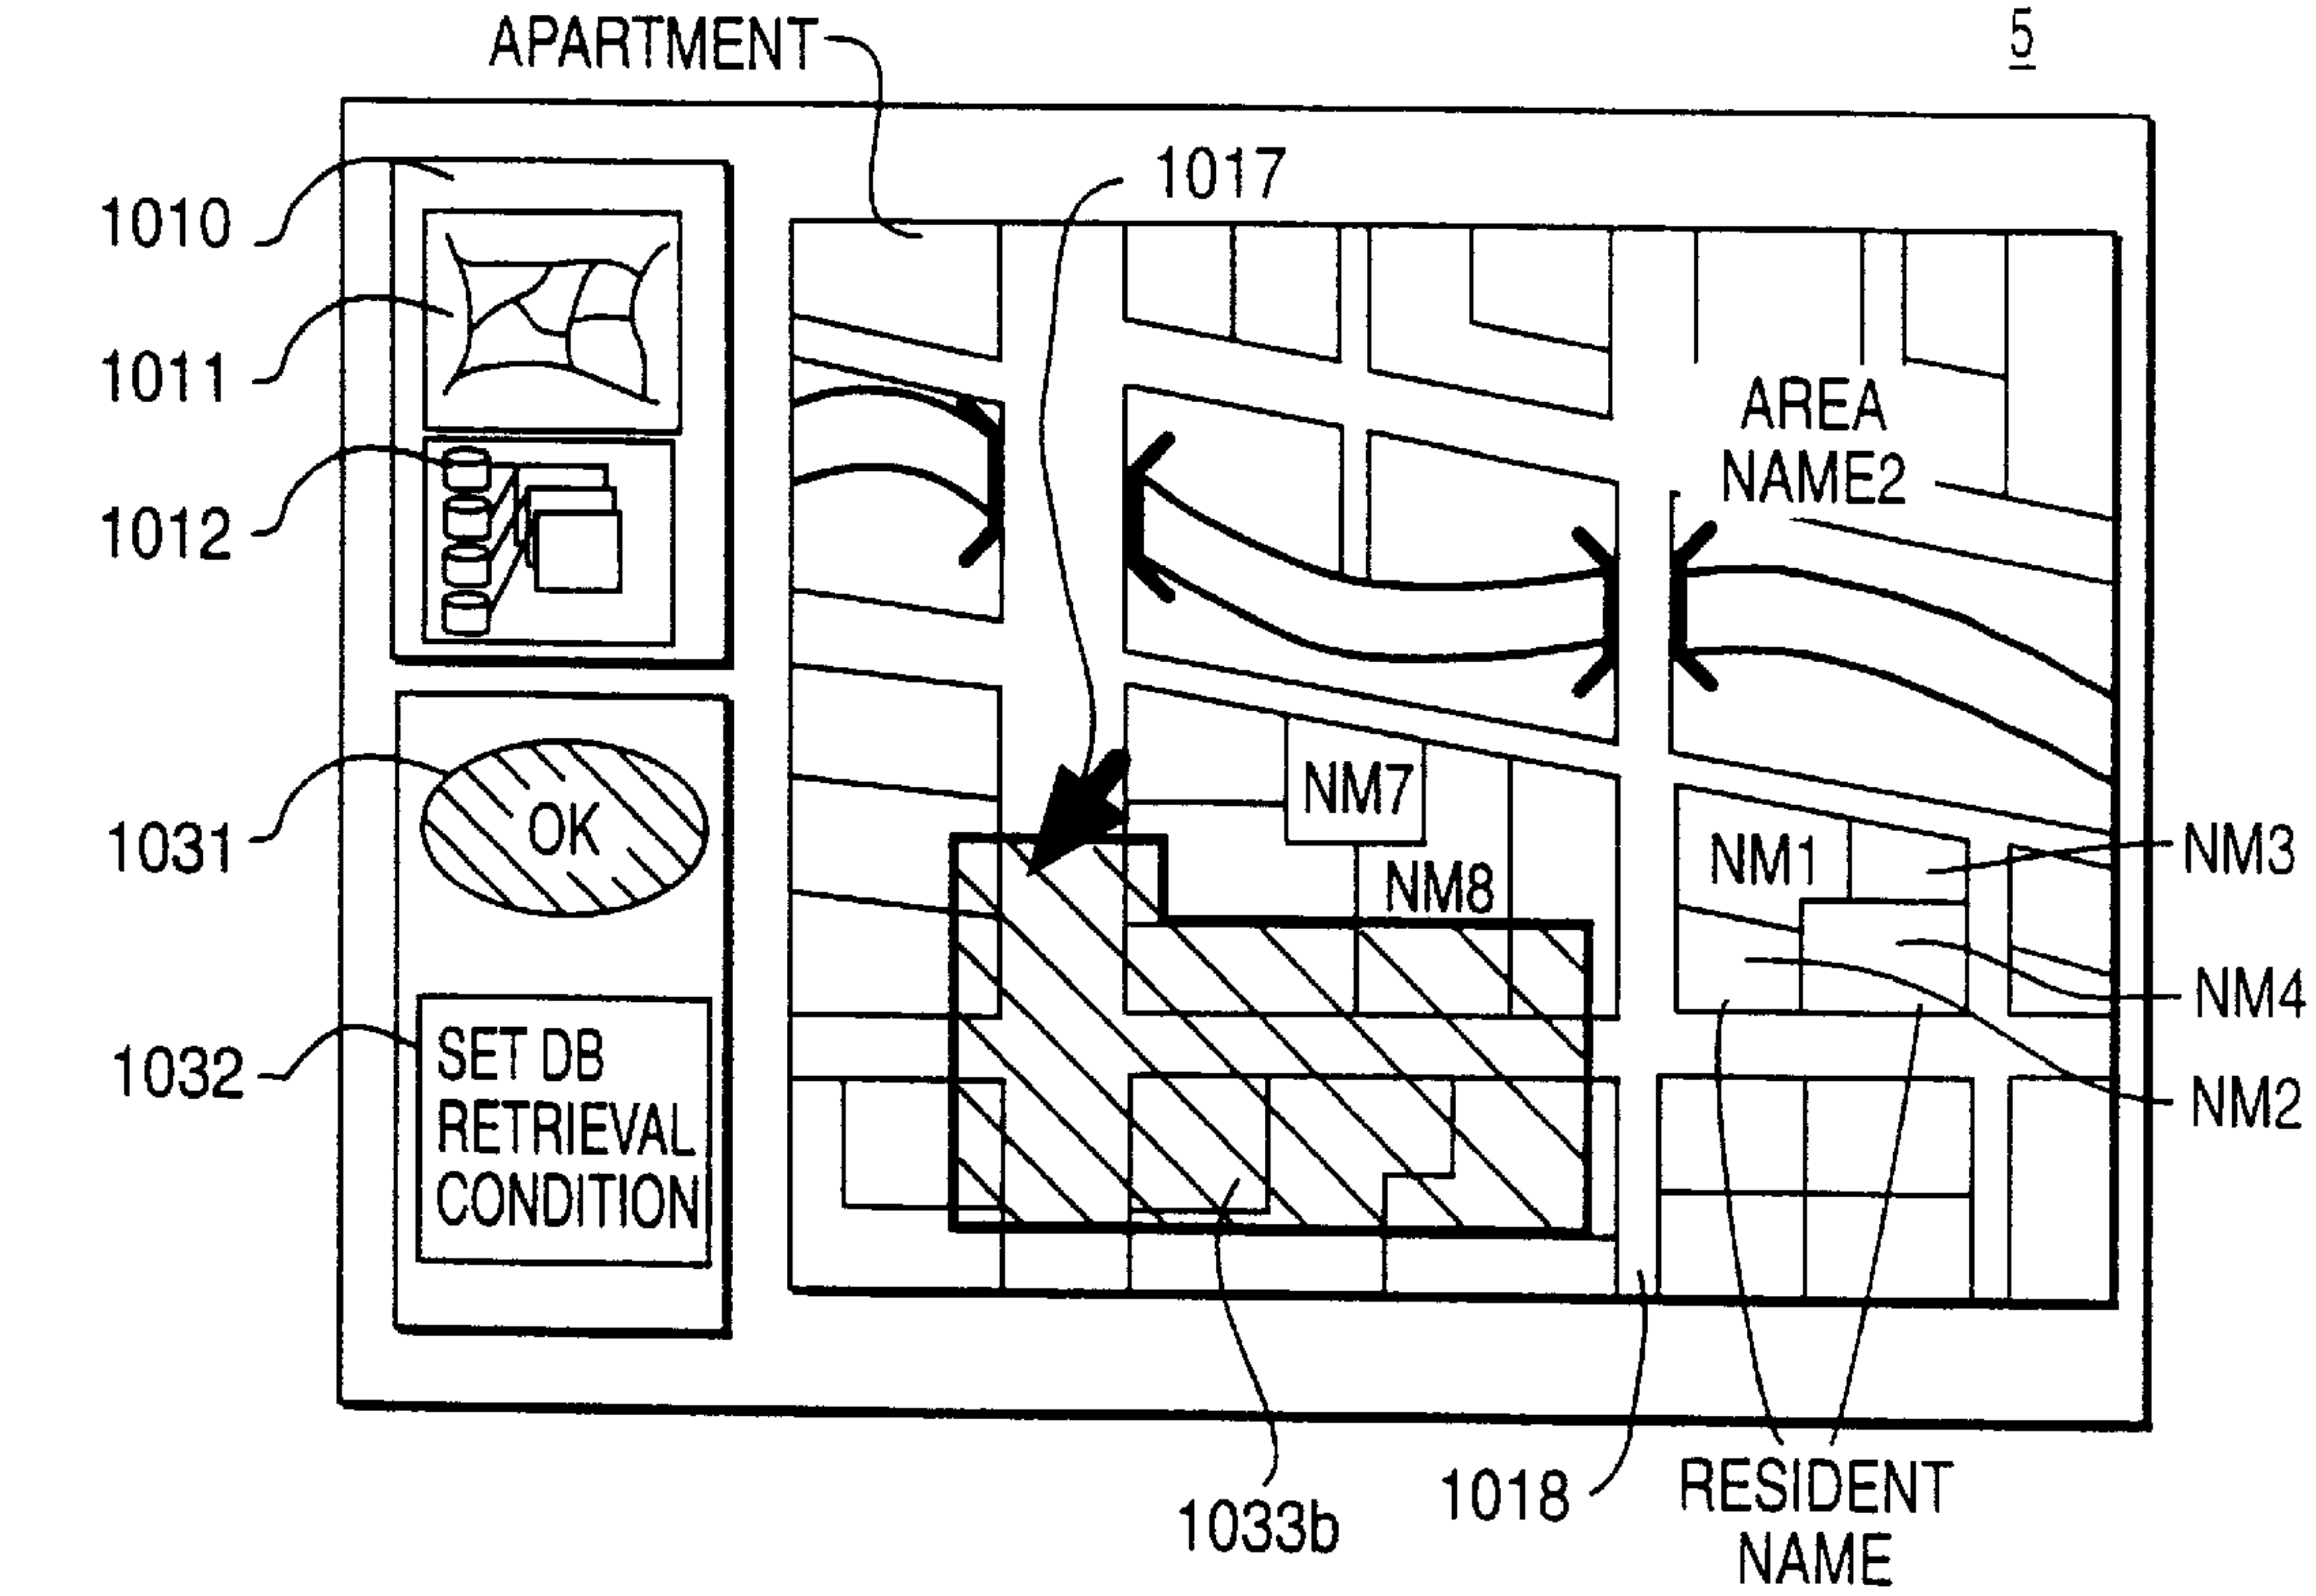 APARTMENT
5
1017
1010
1011
1012
AREA
NAME2
NM7
OK
1031
NM8
NM1
NM3
NM4
SET DB
RETRIEVAL
CONDITION
1032
NM2
1033b
1018
RESIDENT
NAME